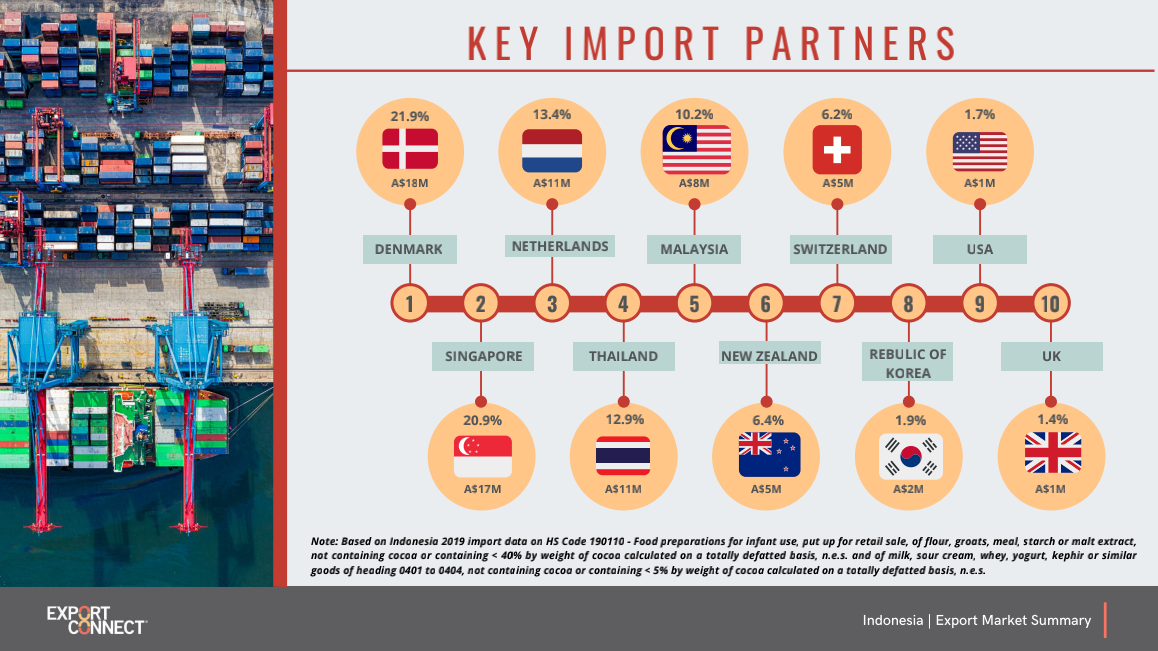 KEY IMPORT PARTNERS
21.9%
A$18M
13.4%
A$11M
10.2%
A$8M
6.2%
A$5M
1.7%
A$1M
DENMARK
NETHERLANDS
MALAYSIA
SWITZERLAND
USA
1 2 3 4 5 6 7 8 9 10
SINGAPORE
THAILAND
NEW ZEALAND
REBULIC OF
KOREA
UK
20.9%
A$17M
12.9%
A$11M
6.4%
A$5M
1.9%
A$2M
1.4%
A$1M
Note: Based on Indonesia 2019 import data on HS Code 190110 - Food preparations for infant use, put up for retail sale, of flour, groats, meal, starch or malt extract,
not containing cocoa or containing < 40% by weight of cocoa calculated on a totally defatted basis, n.e.s. and of milk, sour cream, whey, yogurt, kephir or similar
goods of heading 0401 to 0404, not containing cocoa or containing < 5% by weight of cocoa calculated on a totally defatted basis, n.e.s.
EXPORT
CONNECT
Indonesia | Export Market Summary